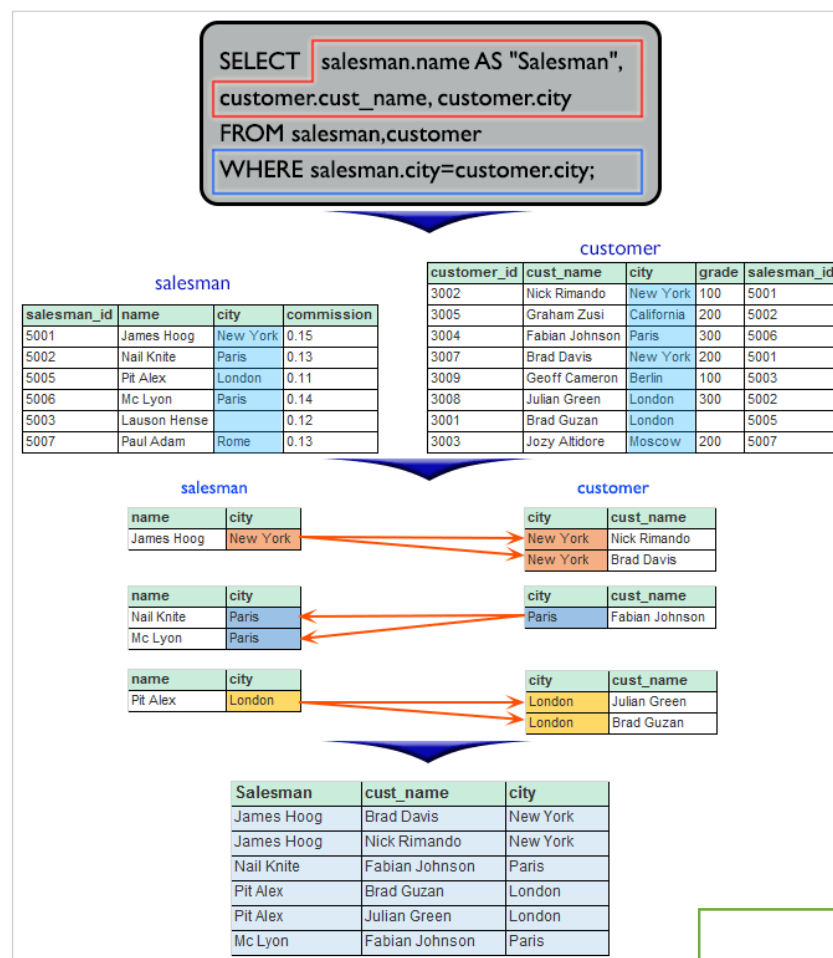 SELECT salesman.name AS "Salesman",
customer.cust_name, customer.city
FROM salesman,customer
WHERE salesman.city=customer.city;
salesman
salesman_id name city commission
5001 James Hoog New York 0.15
5002 Nail Knite Paris 0.13
5005 Pit Alex London 0.11
5006 Mc Lyon Paris 0.14
5003 Lauson Hense 0.12
5007 Paul Adam Rome 0.13
customer
customer_id cust_name city grade salesman_id
3002 Nick Rimando New York 100 5001
3005 Graham Zusi California 200 5002
3004 Fabian Johnson Paris 300 5006
3007 Brad Davis New York 200 5001
3009 Geoff Cameron Berlin 100 5003
3008 Julian Green London 300 5002
3001 Brad Guzan London 5005
3003 Jozy Altidore Moscow 200 5007
salesman customer
name city
James Hoog New York
city cust_name
New York Nick Rimando
New York Brad Davis
name city
Nail Knite Paris
Mc Lyon Paris
city cust_name
Paris Fabian Johnson
name city
Pit Alex London
city cust_name
London Julian Green
London Brad Guzan
Salesman cust_name city
James Hoog Brad Davis New York
James Hoog Nick Rimando New York
Nail Knite Fabian Johnson Paris
Pit Alex Brad Guzan London
Pit Alex Julian Green London
Mc Lyon Fabian Johnson Paris